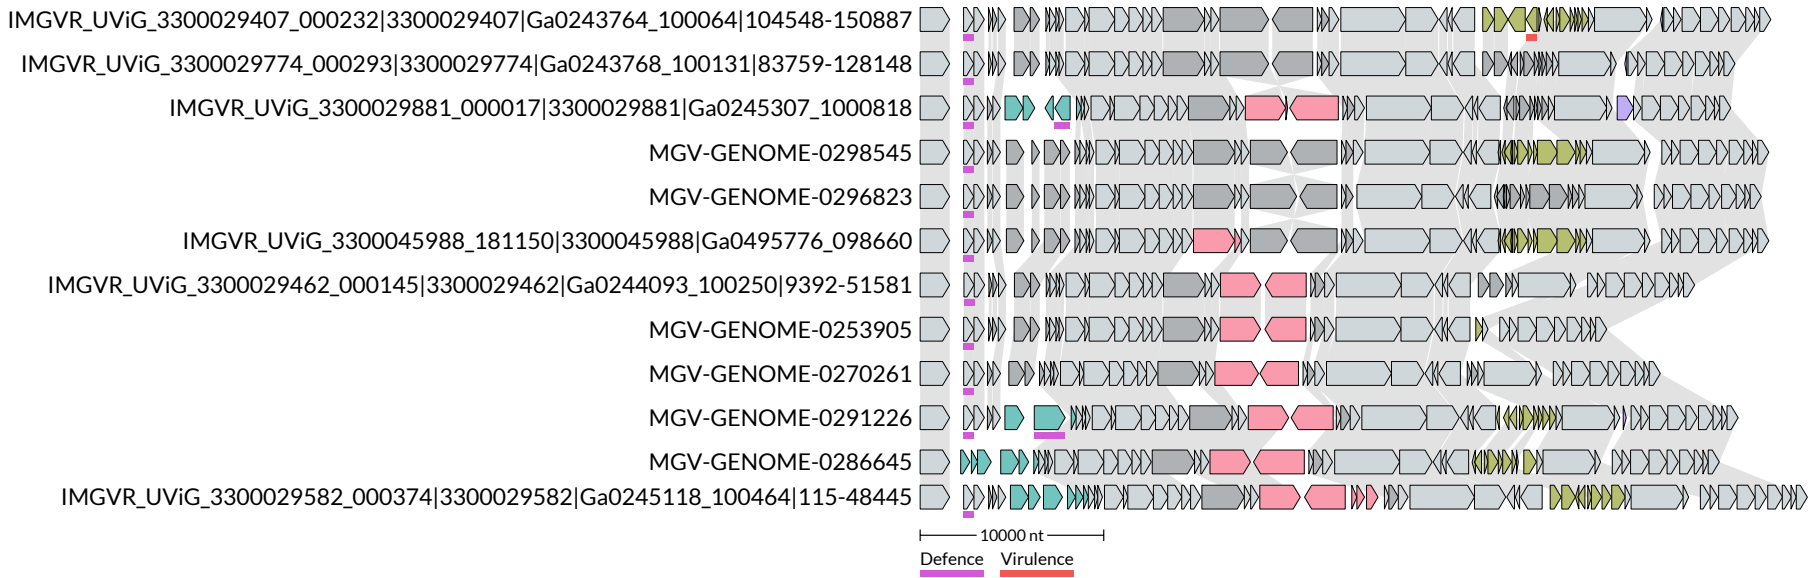 IMGVR_UViG_3300029407_000232|3300029407|Ga0243764_100064|104548-150887
IMGVR_UViG_3300029774_000293|3300029774|Ga0243768_100131|83759-128148
IMGVR_UViG_3300029881_000017|3300029881|Ga0245307_1000818
MGV-GENOME-0298545
MGV-GENOME-0296823
IMGVR_UViG_3300045988_181150|3300045988|Ga0495776_098660
IMGVR_UViG_3300029462_000145|3300029462|Ga0244093_100250|9392-51581
MGV-GENOME-0253905
MGV-GENOME-0270261
MGV-GENOME-0291226
MGV-GENOME-0286645
IMGVR_UViG_3300029582_000374|3300029582|Ga0245118_100464|115-48445
10000 nt
Defence Virulence